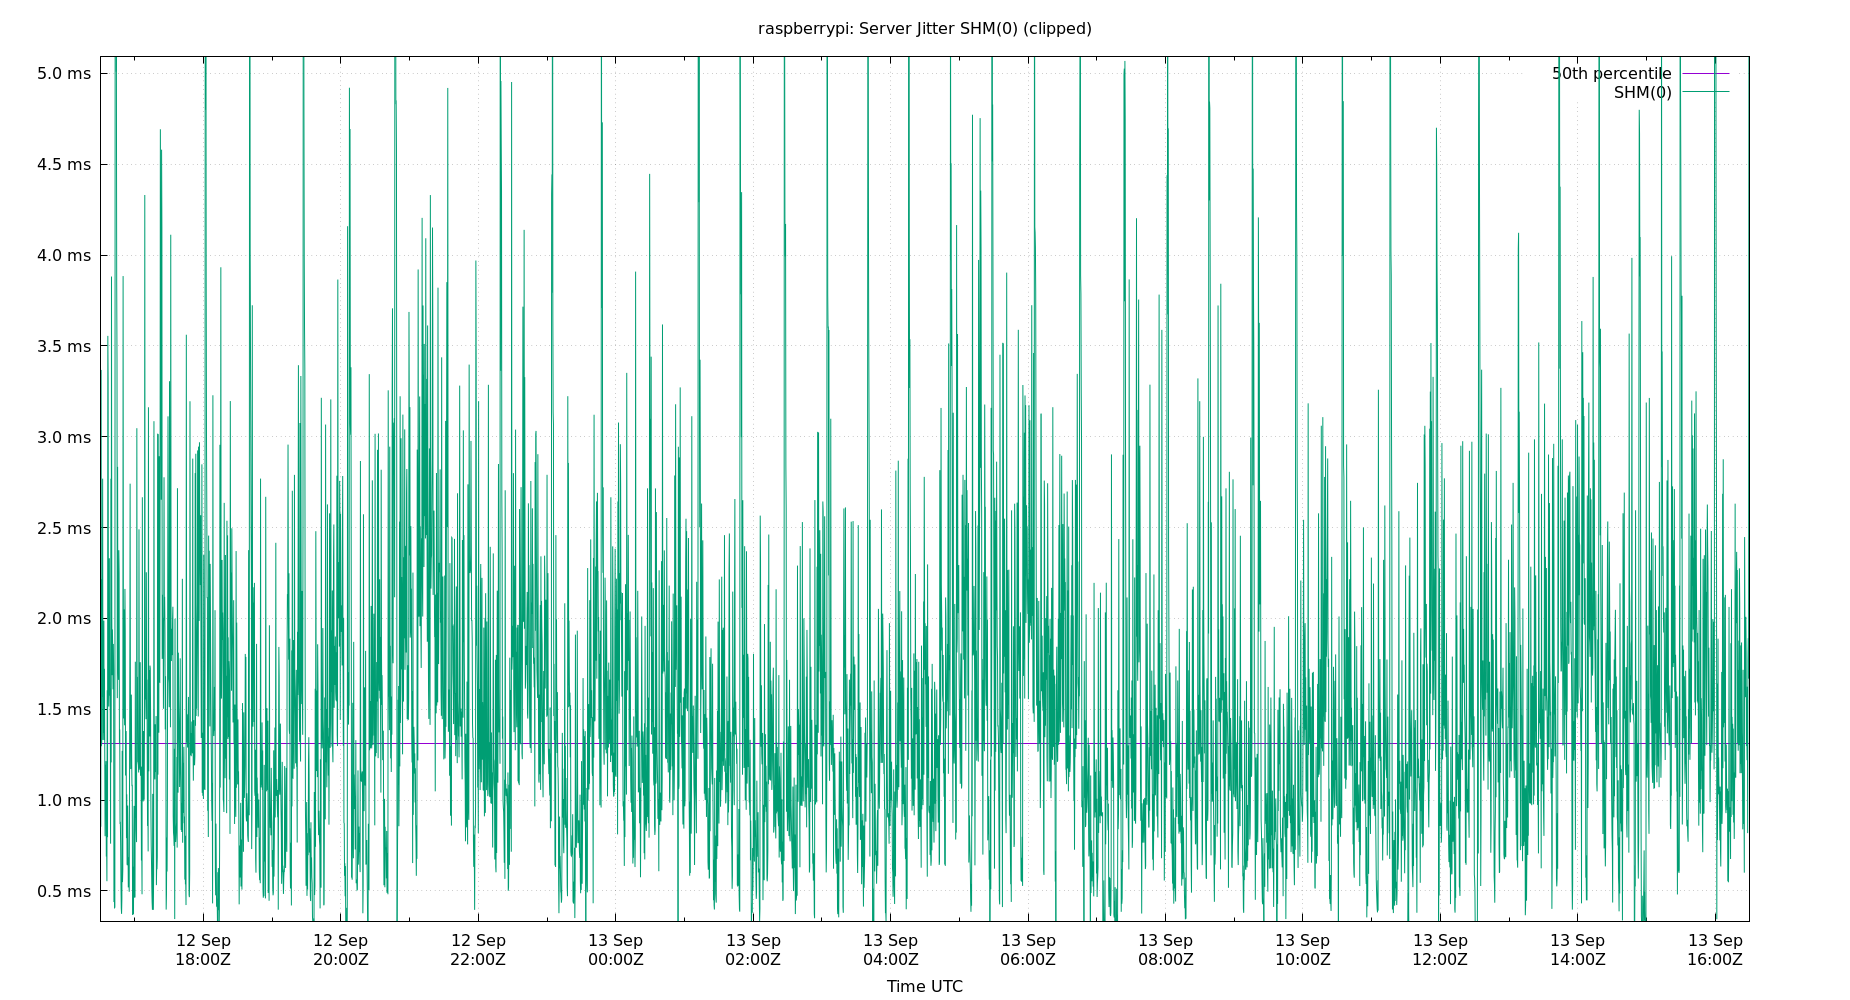 raspberrypi: Server Jitter SHM(0) (clipped)
5.0 ms
4.5 ms
4.0 ms
3.5 ms
3.0 ms
2.5 ms
2.0 ms
1.5 ms
1.0 ms
0.5 ms
50th percentile
SHM(0)
12 Sep 12 Sep 12 Sep 13 Sep 13 Sep 13 Sep 13 Sep 13 Sep 13 Sep 13 Sep 13 Sep 13 Sep
18:00Z 20:00Z 22:00Z 00:00Z 02:00Z 04:00Z 06:00Z 08:00Z 10:00Z 12:00Z 14:00Z 16:00Z
Time UTC